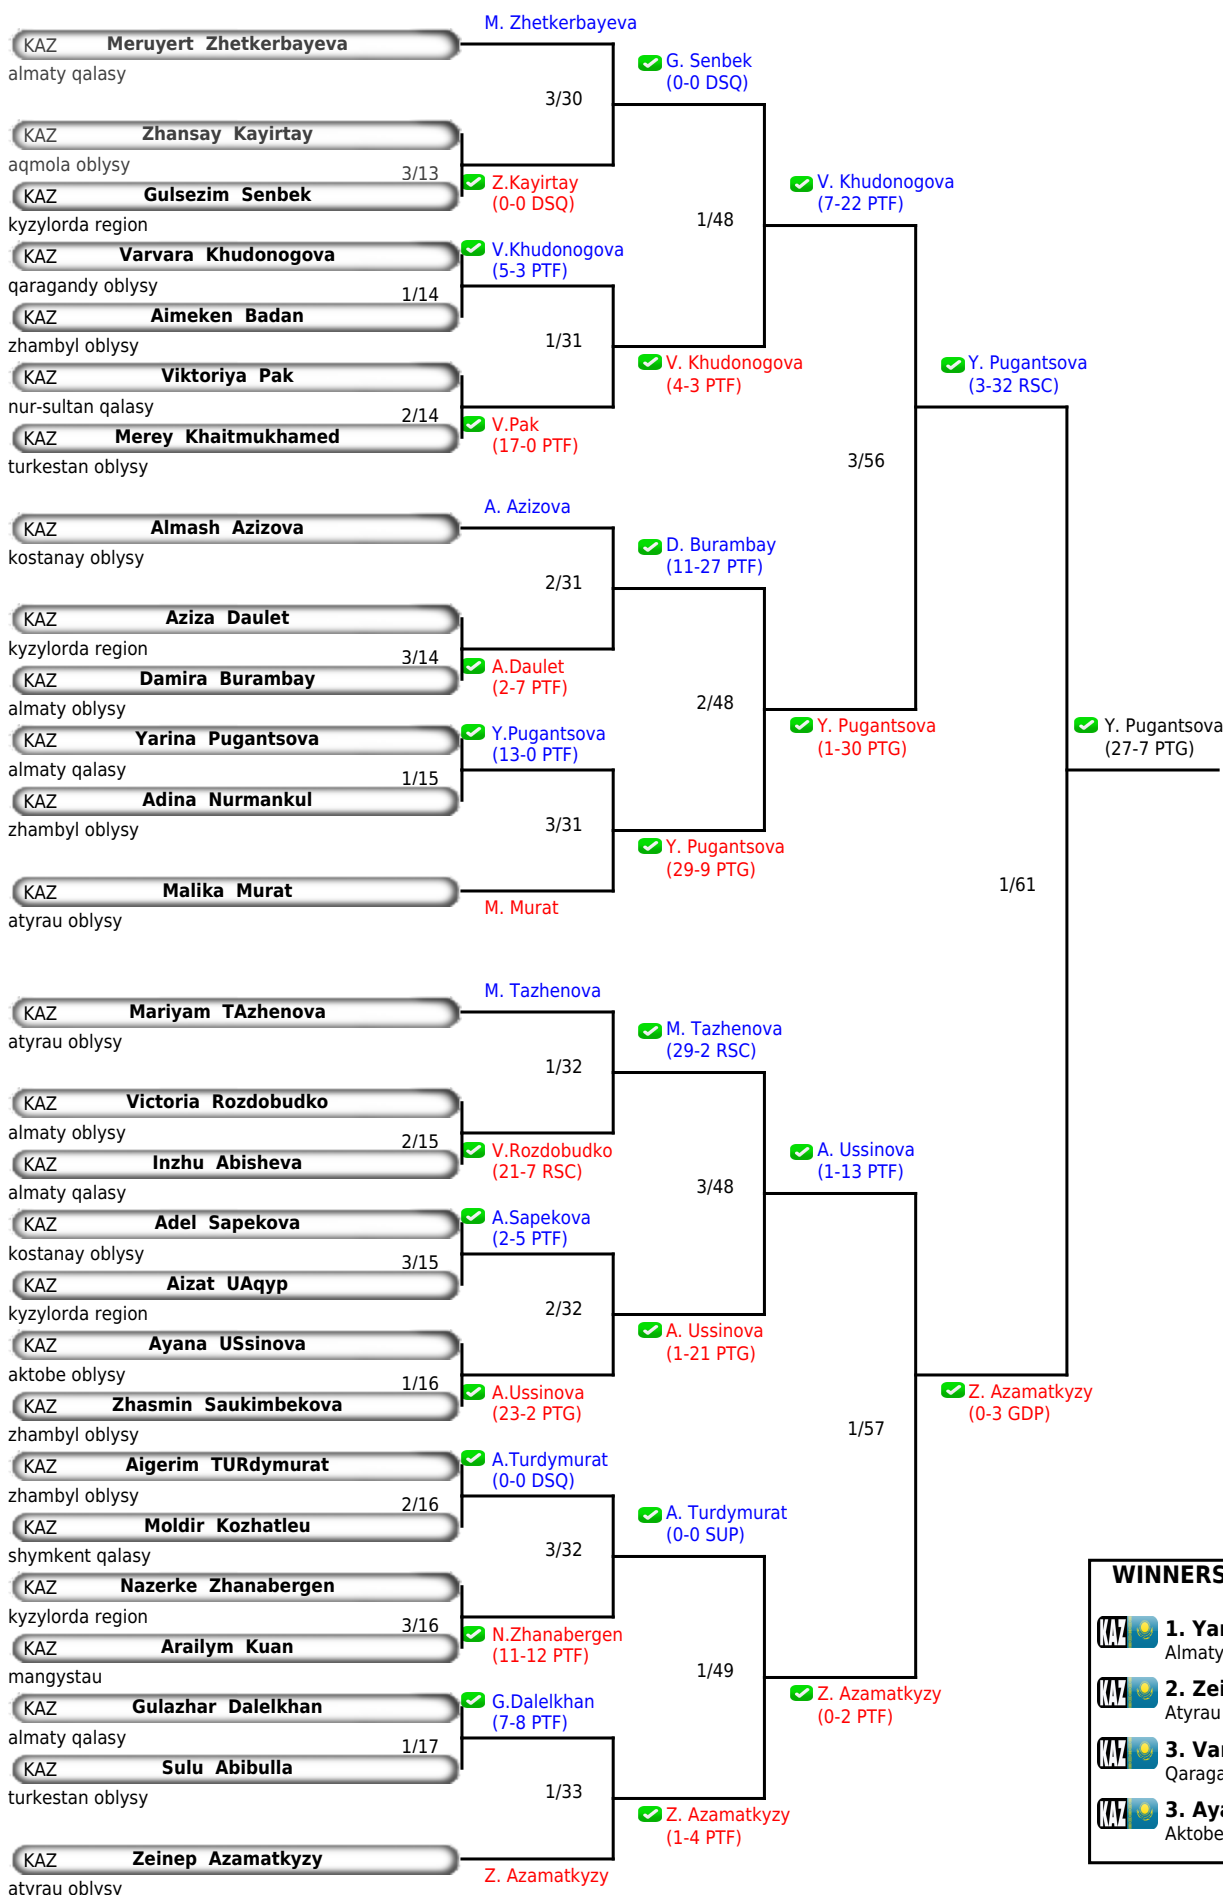 M. Zhetkerbayeva
KAZ Meruyert Zhetkerbayeva
almaty qalasy
G. Senbek
(0-0 DSQ)
3/30
KAZ Zhansay Kayirtay
aqmola oblysy
3/13
Z.Kayirtay
(0-0 DSQ)
KAZ Gulsezim Senbek
kyzylorda region
V. Khudonogova
(7-22 PTF)
1/48
KAZ Varvara Khudonogova
qaragandy oblysy
V.Khudonogova
(5-3 PTF)
1/14
KAZ Aimeken Badan
zhambyl oblysy
1/31
V. Khudonogova
(4-3 PTF)
KAZ Viktoriya Pak
nur-sultan qalasy
2/14
V.Pak
(17-0 PTF)
KAZ Merey Khaitmukhamed
turkestan oblysy
Y. Pugantsova
(3-32 RSC)
3/56
A. Azizova
KAZ Almash Azizova
kostanay oblysy
D. Burambay
(11-27 PTF)
2/31
KAZ Aziza Daulet
kyzylorda region
3/14
A.Daulet
(2-7 PTF)
KAZ Damira Burambay
almaty oblysy
2/48
Y. Pugantsova
(1-30 PTG)
KAZ Yarina Pugantsova
almaty qalasy
Y.Pugantsova
(13-0 PTF)
1/15
KAZ Adina Nurmankul
zhambyl oblysy
3/31
Y. Pugantsova
(29-9 PTG)
Y. Pugantsova
(27-7 PTG)
KAZ Malika Murat
atyrau oblysy
M. Murat
1/61
M. Tazhenova
KAZ Mariyam TAzhenova
atyrau oblysy
M. Tazhenova
(29-2 RSC)
1/32
KAZ Victoria Rozdobudko
almaty oblysy
2/15
V.Rozdobudko
(21-7 RSC)
KAZ Inzhu Abisheva
almaty qalasy
A. Ussinova
(1-13 PTF)
3/48
KAZ Adel Sapekova
kostanay oblysy
A.Sapekova
(2-5 PTF)
3/15
KAZ Aizat UAqyp
kyzylorda region
2/32
A. Ussinova
(1-21 PTG)
KAZ Ayana USsinova
aktobe oblysy
1/16
A.Ussinova
(23-2 PTG)
KAZ Zhasmin Saukimbekova
zhambyl oblysy
Z. Azamatkyzy
(0-3 GDP)
1/57
KAZ Aigerim TURdymurat
zhambyl oblysy
A.Turdymurat
(0-0 DSQ)
2/16
KAZ Moldir Kozhatleu
shymkent qalasy
A. Turdymurat
(0-0 SUP)
3/32
KAZ Nazerke Zhanabergen
kyzylorda region
3/16
N.Zhanabergen
(11-12 PTF)
KAZ Arailym Kuan
mangystau
1/49
Z. Azamatkyzy
(0-2 PTF)
KAZ Gulazhar Dalelkhan
almaty qalasy
G.Dalelkhan
(7-8 PTF)
1/17
KAZ Sulu Abibulla
turkestan oblysy
1/33
Z. Azamatkyzy
(1-4 PTF)
KAZ Zeinep Azamatkyzy
atyrau oblysy
Z. Azamatkyzy
WINNERS
KAZ 1. Yar
Almaty
KAZ 2. Zei
Atyrau
KAZ 3. Var
Qaraga
KAZ 3. Aya
Aktobe